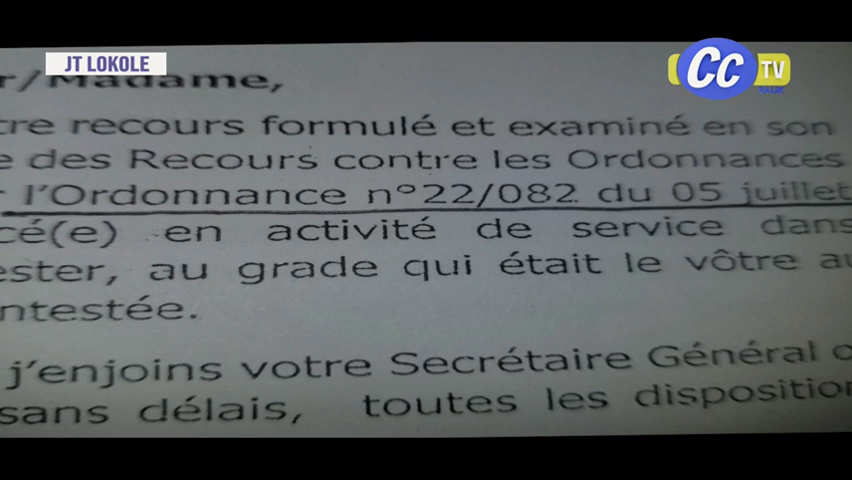 JT LOKOLE
CC TV
r/Madame,
tre recours formulé et examiné en son
e des Recours contre les Ordonnances
r l'Ordonnance n°22/082 du 05 juillet
cé(e) en activité de service dans
ester, au grade qui était le vôtre au
ntestée.
j'enjoins votre Secrétaire Général
sans délais, toutes les disposition